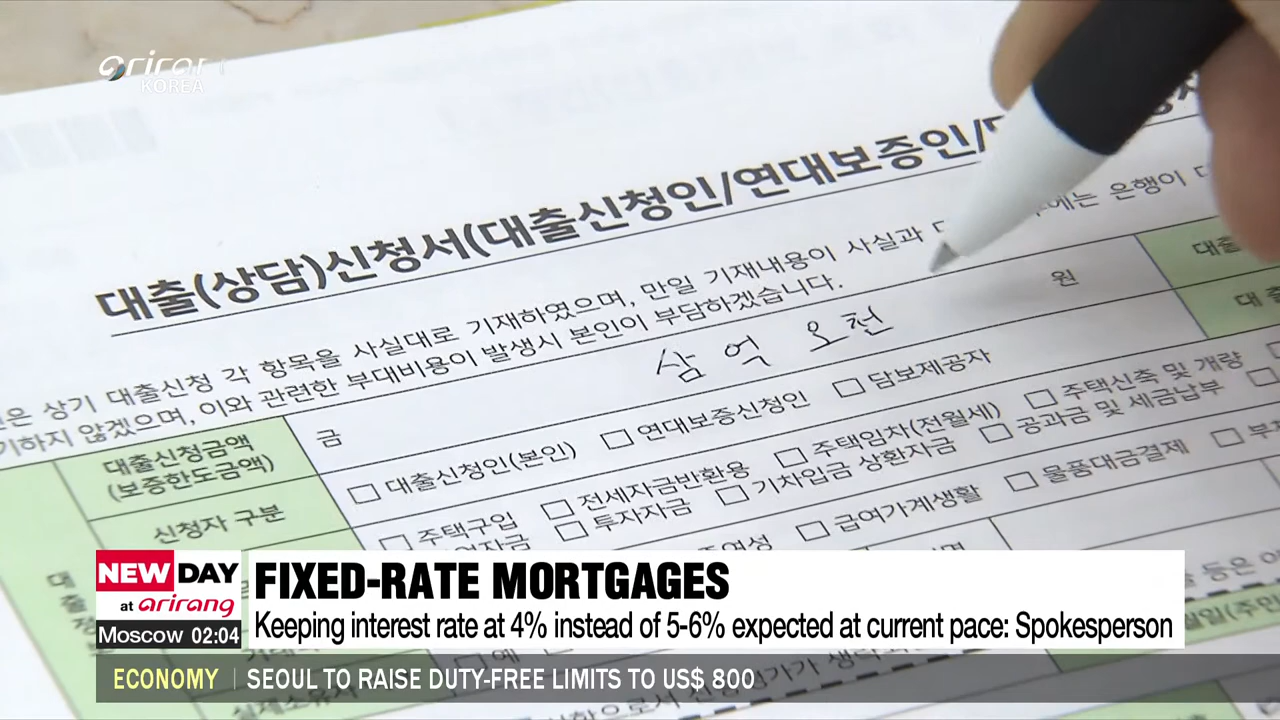 arirang
KOREA
대출(상담)신청서(대출신청인/연대보증인/
은 상기 대출신청 각 항목을 사실대로 기재하였으며, 만일 기재내용이 사실과 에는 은행이
기하지 않겠으며, 이와 관련한 부대비용이 발생시 본인이 부담하겠습니다.
대출신청금액
(보증한도금액)
금 삼억 오천 원
신청자 구분
□ 대출신청인(본인) □ 연대보증신청인 □ 담보제공자
□ 주택구입 □ 전세자금반환용 □ 주택임차(전월세) □ 주택신축 및 개량
□ 투자자금 □ 기차입금 상환자금 □ 공과금 및 세금납부
□ 급여가계생활 □ 물품대금결제
NEW DAY
at arirang
Moscow 02:04
FIXED-RATE MORTGAGES
Keeping interest rate at 4% instead of 5-6% expected at current pace: Spokesperson
ECONOMY SEOUL TO RAISE DUTY-FREE LIMITS TO US$ 800